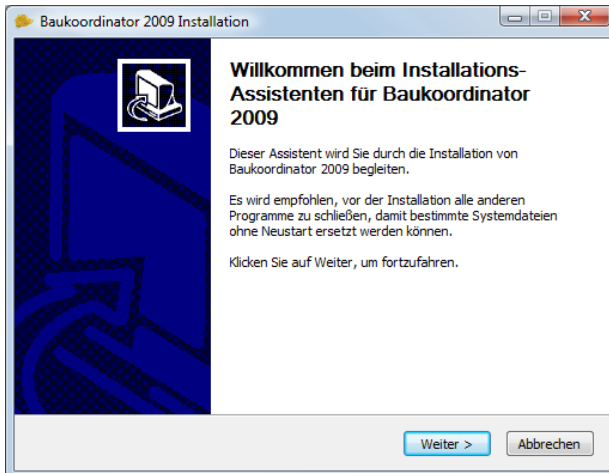 Baukoordinator 2009 Installation
Willkommen beim Installations-
Assistenten für Baukoordinator
2009
Dieser Assistent wird Sie durch die Installation von
Baukoordinator 2009 begleiten.
Es wird empfohlen, vor der Installation alle anderen
Programme zu schließen, damit bestimmte Systemdateien
ohne Neustart ersetzt werden können.
Klicken Sie auf Weiter, um fortzufahren.
Weiter >
Abbrechen